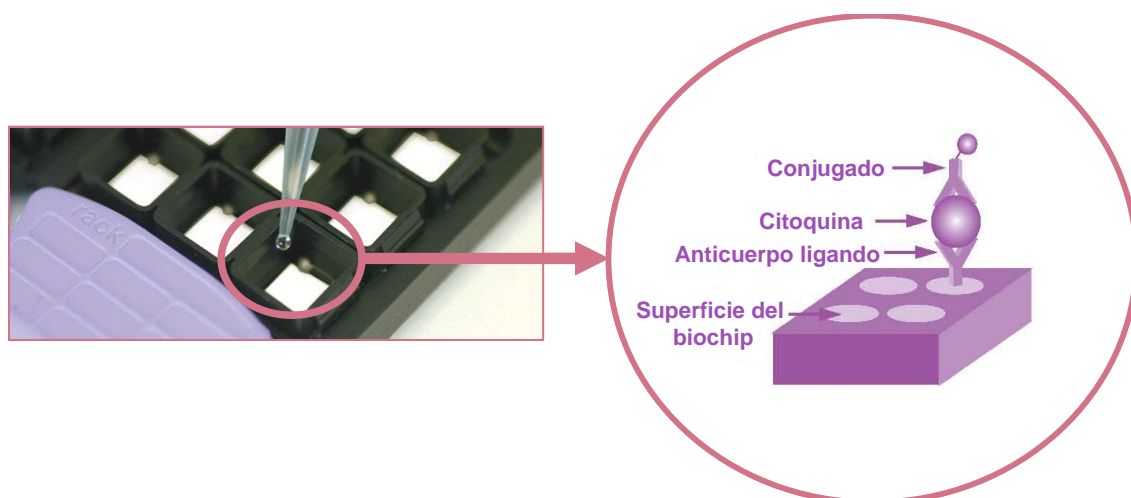 rack
Conjugado
Citoquina
Anticuerpo ligando
Superficie del
biochip